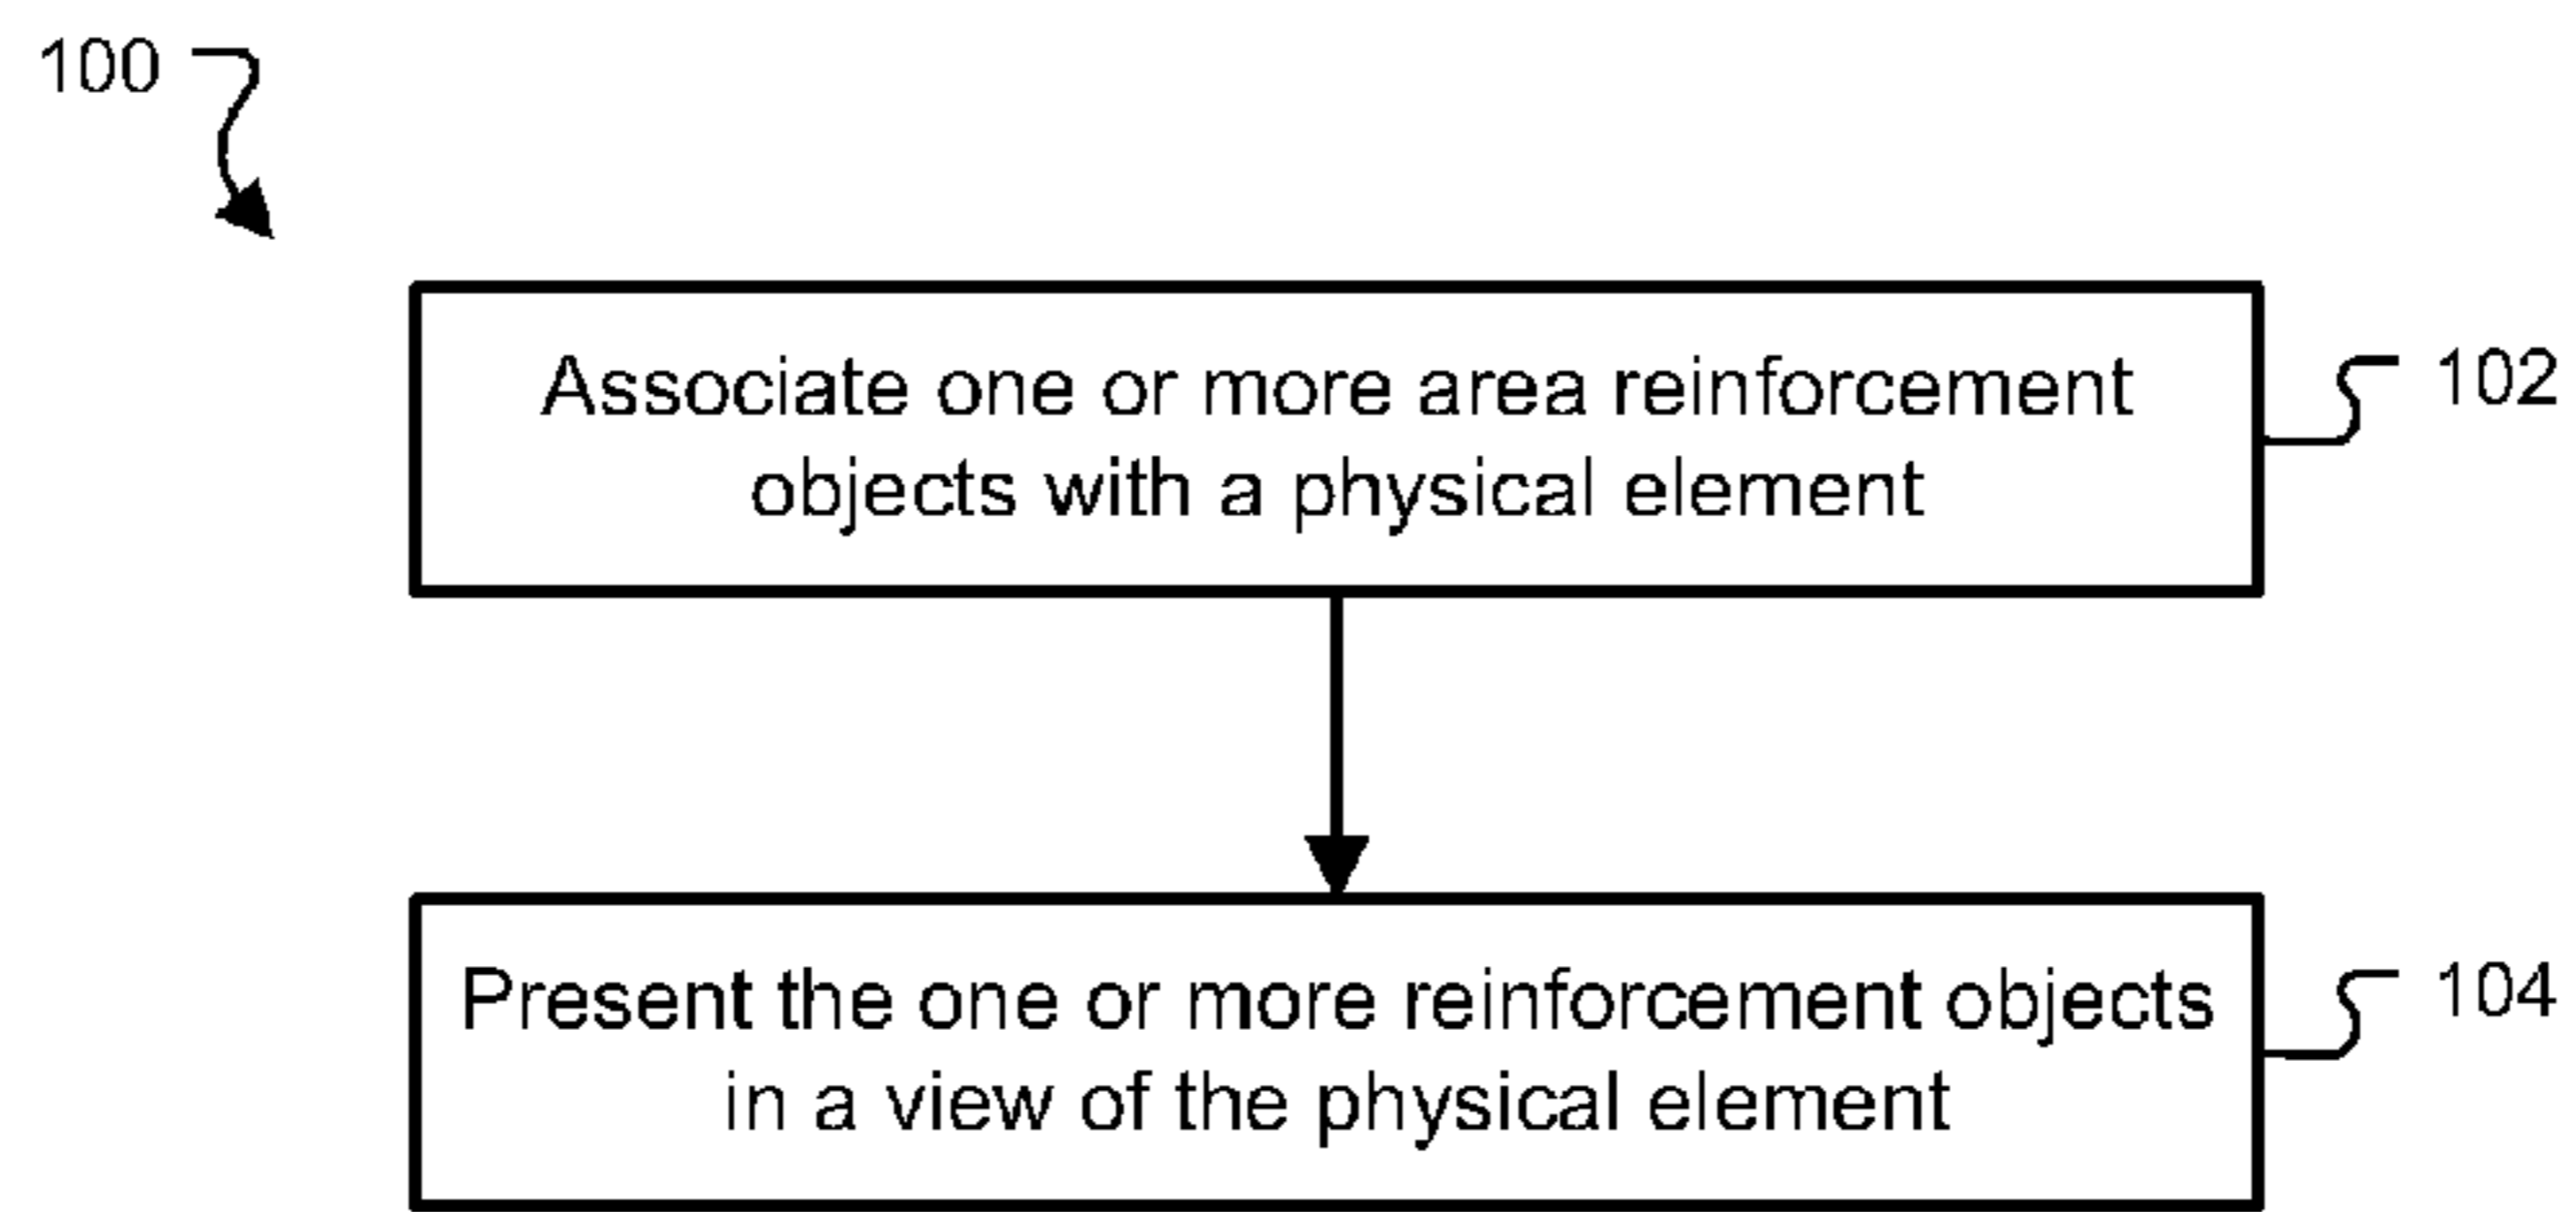 100
Associate one or more area reinforcement
objects with a physical element
102
Present the one or more reinforcement objects
in a view of the physical element
104